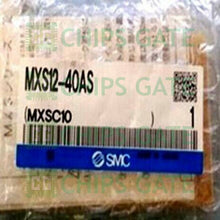 CHIPS GATE
MXS12-40AS
(MXSC10 ) 1
SMC